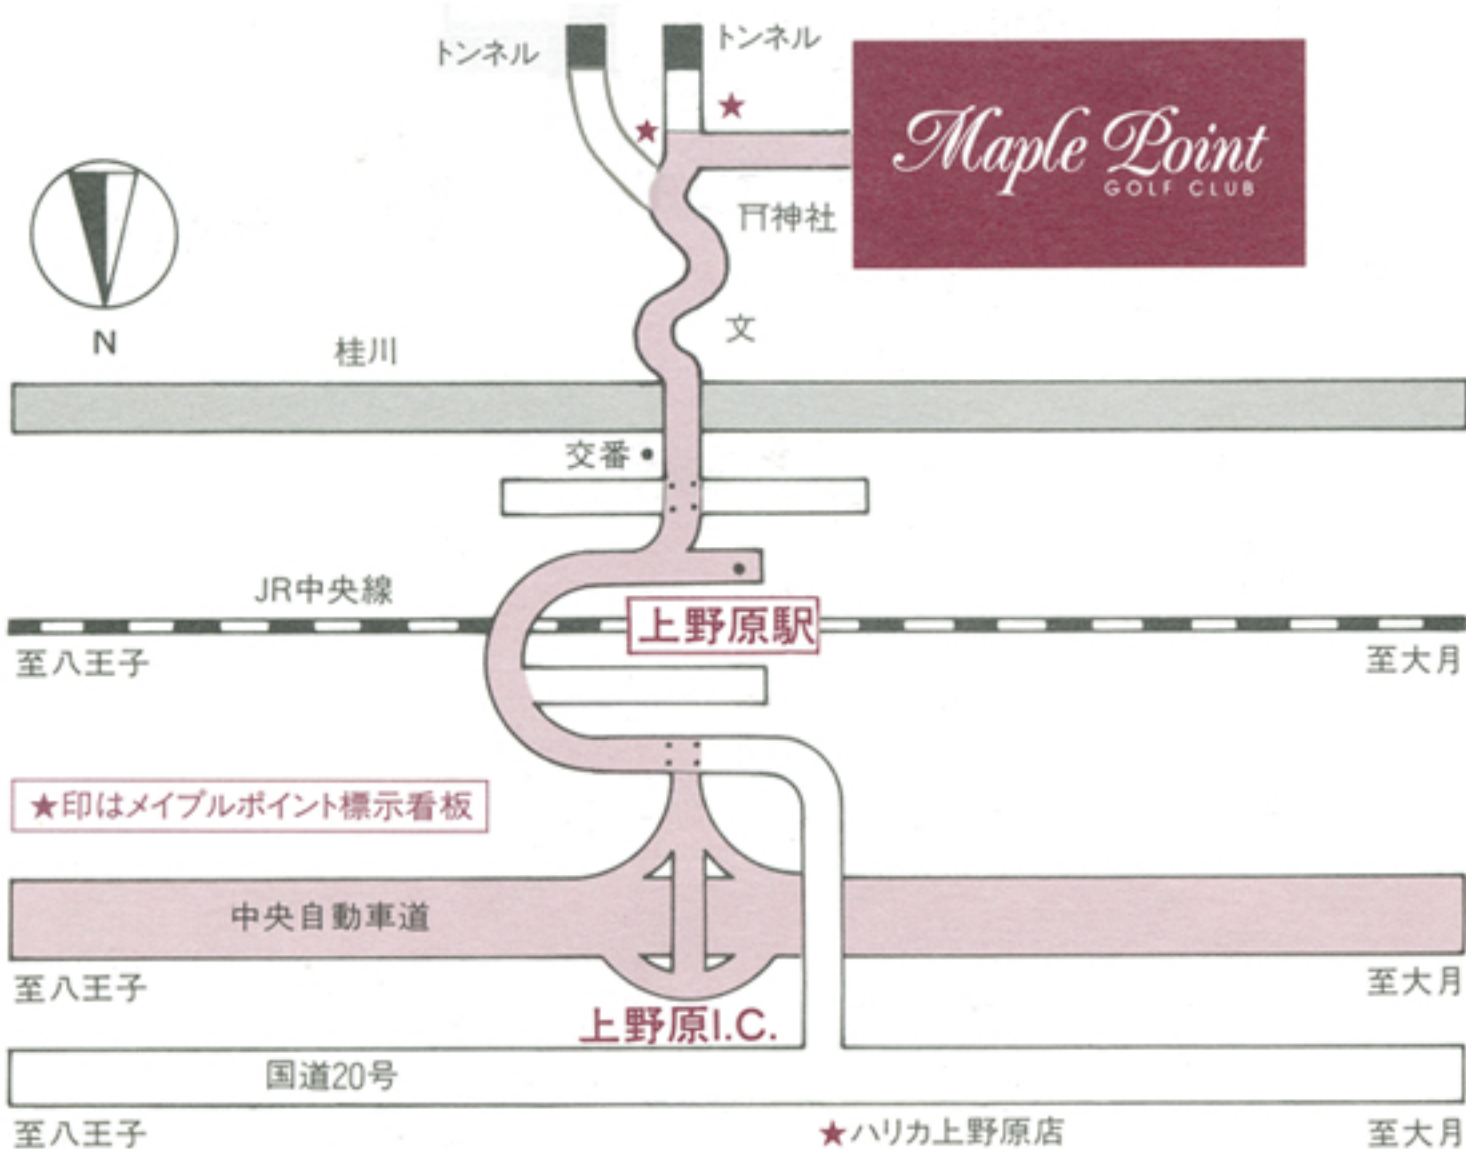 トンネル
トンネル
Maple Point
GOLF CLUB
神社
N
文
桂川
交番
JR中央線
上野原駅
至八王子
至大月
★印はメイプルポイント標示看板
中央自動車道
至八王子
至大月
上野原I.C.
国道20号
至八王子
★ハリカ上野原店
至大月